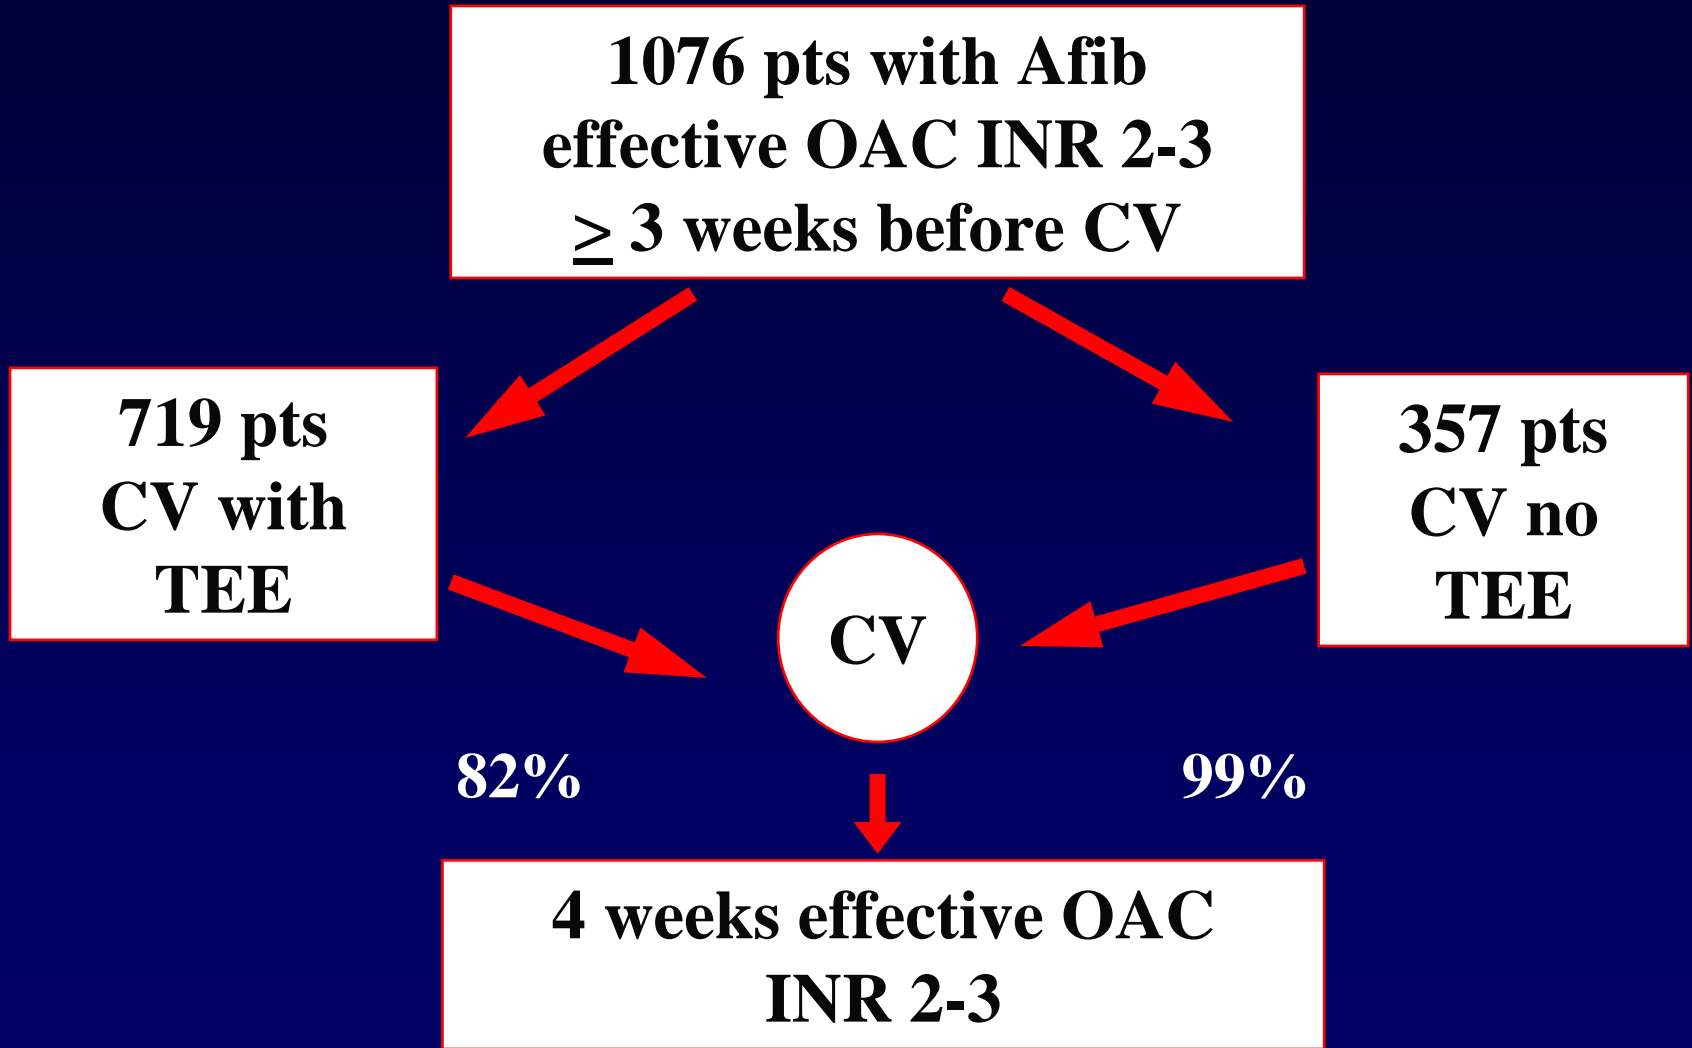 1076 pts with Afib
effective OAC INR 2-3
≥ 3 weeks before CV
719 pts
CV with
TEE
357 pts
CV no
TEE
CV
82%
99%
4 weeks effective OAC
INR 2-3